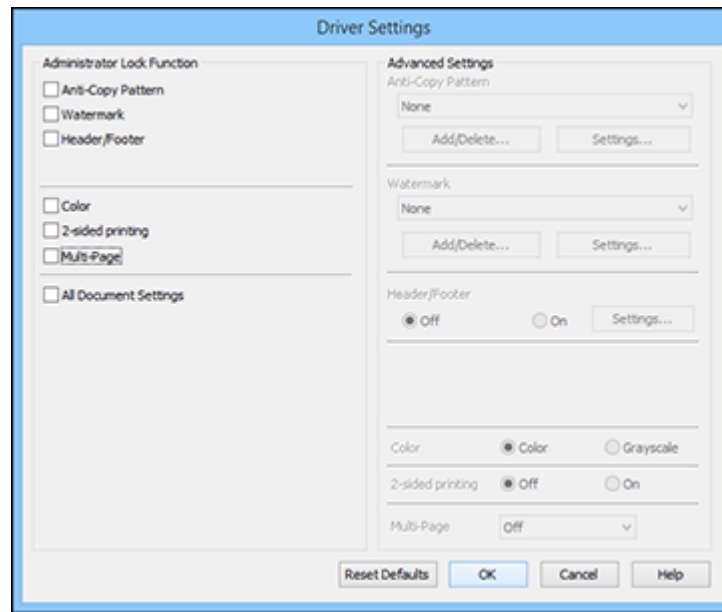 Driver Settings
Administrator Lock Function
Anti-Copy Pattern
Watermark
Header/Footer
Color
2-sided printing
Multi-Page
All Document Settings
Advanced Settings
Anti-Copy Pattern
None
Add/Delete... Settings...
Watermark
None
Add/Delete... Settings...
Header/Footer
Off On Settings...
Color Color Grayscale
2-sided printing Off On
Multi-Page Off
Reset Defaults OK Cancel Help